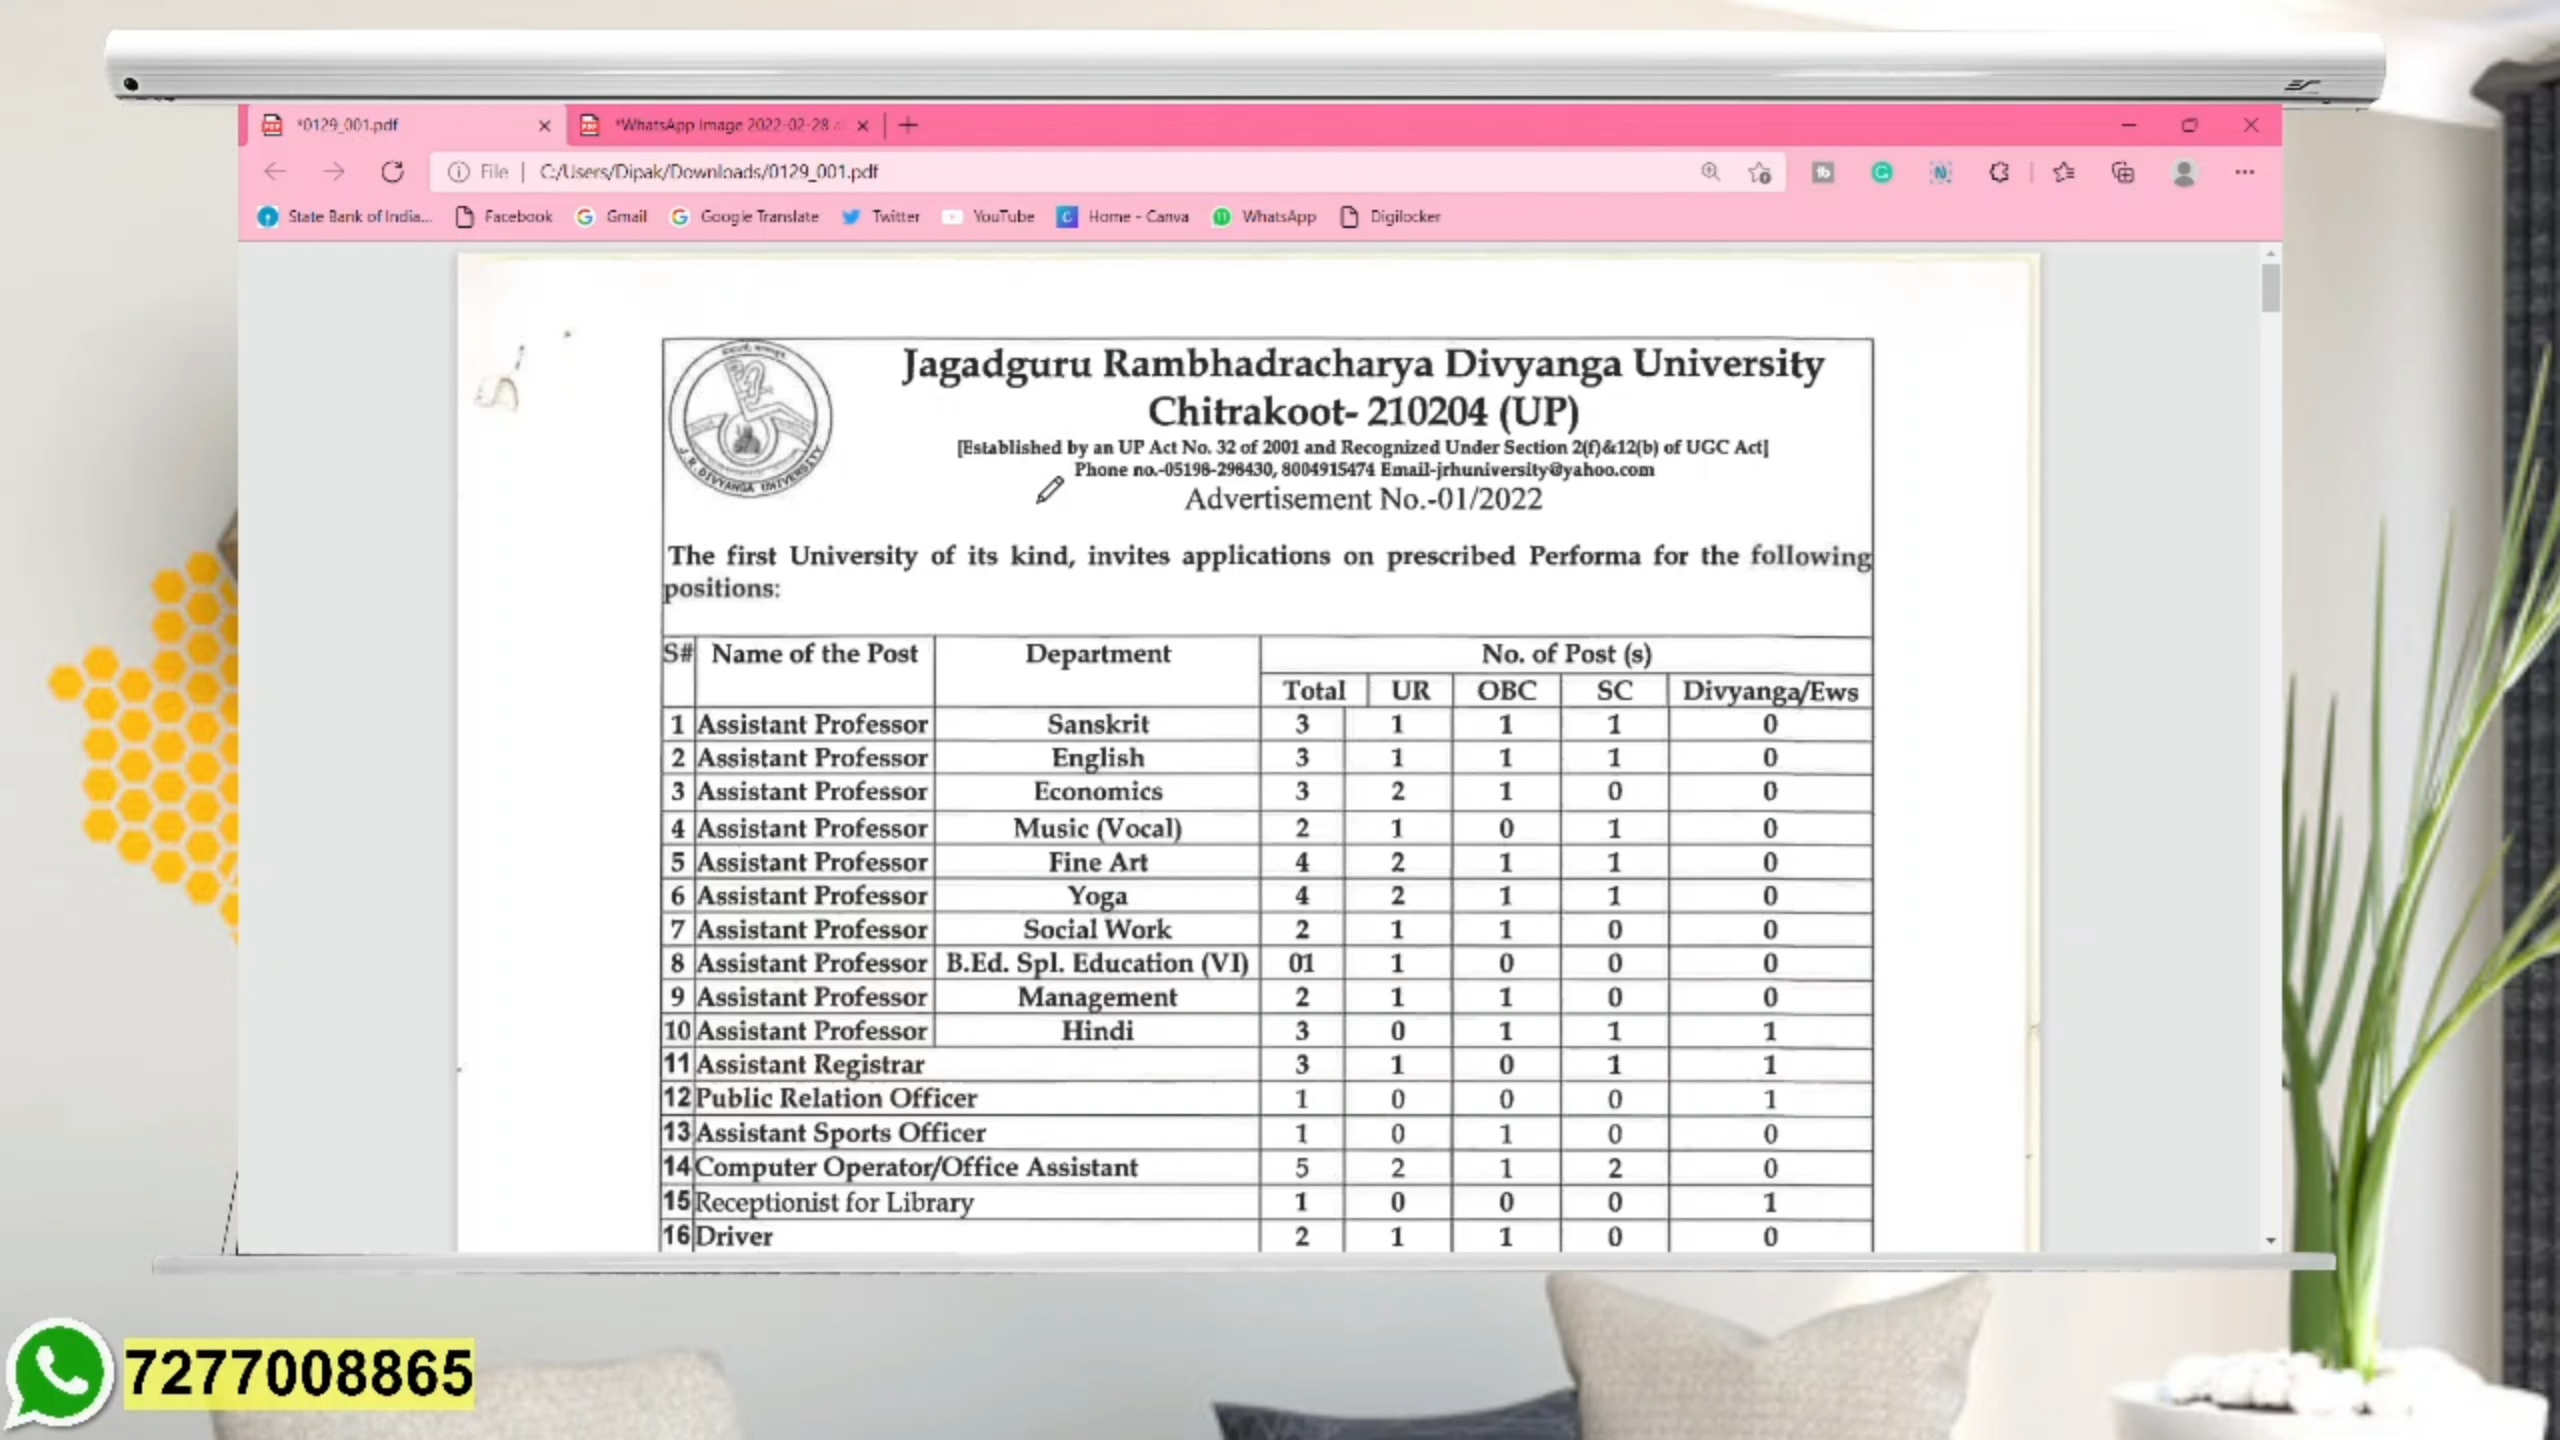 *0129_001.pdf
*WhatsApp Image 2022-02-28
File | C:/Users/Dipak/Downloads/0129_001.pdf
State Bank of India... Facebook Gmail Google Translate Twitter YouTube Home - Canva WhatsApp Digilocker
Jagadguru Rambhadracharya Divyanga University
Chitrakoot- 210204 (UP)
[Established by an UP Act No. 32 of 2001 and Recognized Under Section 2(f)&12(b) of UGC Act]
Phone no.-05198-298430, 8004915474 Email-jrhuniversity@yahoo.com
Advertisement No.-01/2022
J. R. DIVYANGA UNIVERSITY
The first University of its kind, invites applications on prescribed Performa for the following
positions:
S# Name of the Post Department No. of Post (s)
Total UR OBC SC Divyanga/Ews
1 Assistant Professor Sanskrit 3 1 1 1 0
2 Assistant Professor English 3 1 1 1 0
3 Assistant Professor Economics 3 2 1 0 0
4 Assistant Professor Music (Vocal) 2 1 0 1 0
5 Assistant Professor Fine Art 4 2 1 1 0
6 Assistant Professor Yoga 4 2 1 1 0
7 Assistant Professor Social Work 2 1 1 0 0
8 Assistant Professor B.Ed. Spl. Education (VI) 01 1 0 0 0
9 Assistant Professor Management 2 1 1 0 0
10 Assistant Professor Hindi 3 0 1 1 1
11 Assistant Registrar 3 1 0 1 1
12 Public Relation Officer 1 0 0 0 1
13 Assistant Sports Officer 1 0 1 0 0
14 Computer Operator/Office Assistant 5 2 1 2 0
15 Receptionist for Library 1 0 0 0 1
16 Driver 2 1 1 0 0
7277008865